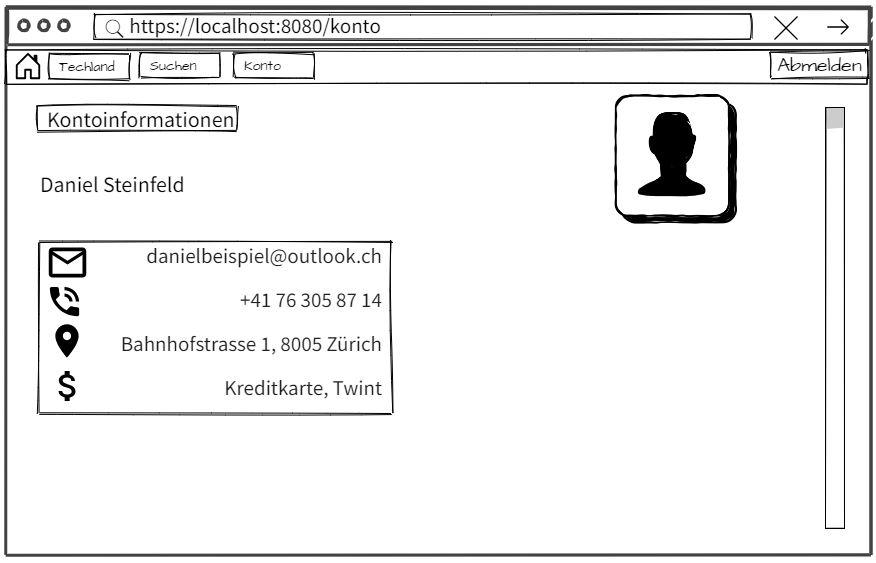 https://localhost:8080/konto
Techland Suchen Konto Abmelden
Kontoinformationen
Daniel Steinfeld
danielbeispiel@outlook.ch
+41 76 305 87 14
Bahnhofstrasse 1, 8005 Zürich
$ Kreditkarte, Twint